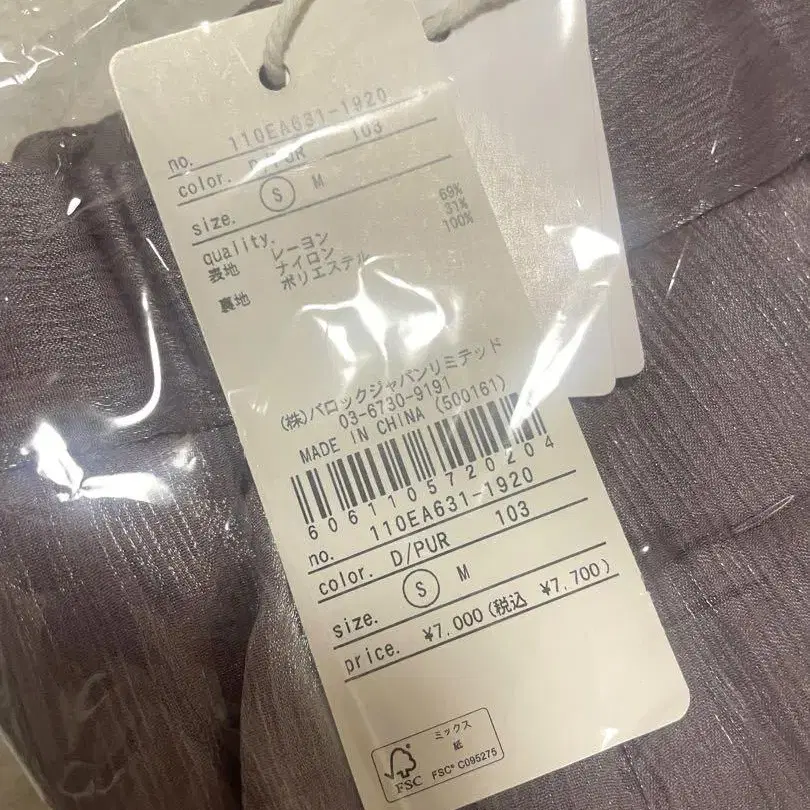 no. 110EA631-1920
color. D/PUR 103
size. S M
quality.
表地 レーヨン 69%
ナイロン 31%
裏地 ポリエステル 100%
(株)バロックジャパンリミテッド
03-6730-9191
MADE IN CHINA (500161)
6061105720204
no. 110EA631-1920
color. D/PUR 103
size. S M
price. ¥7,000(税込 ¥7,700)
ミックス
紙
FSC
FSC® C095275